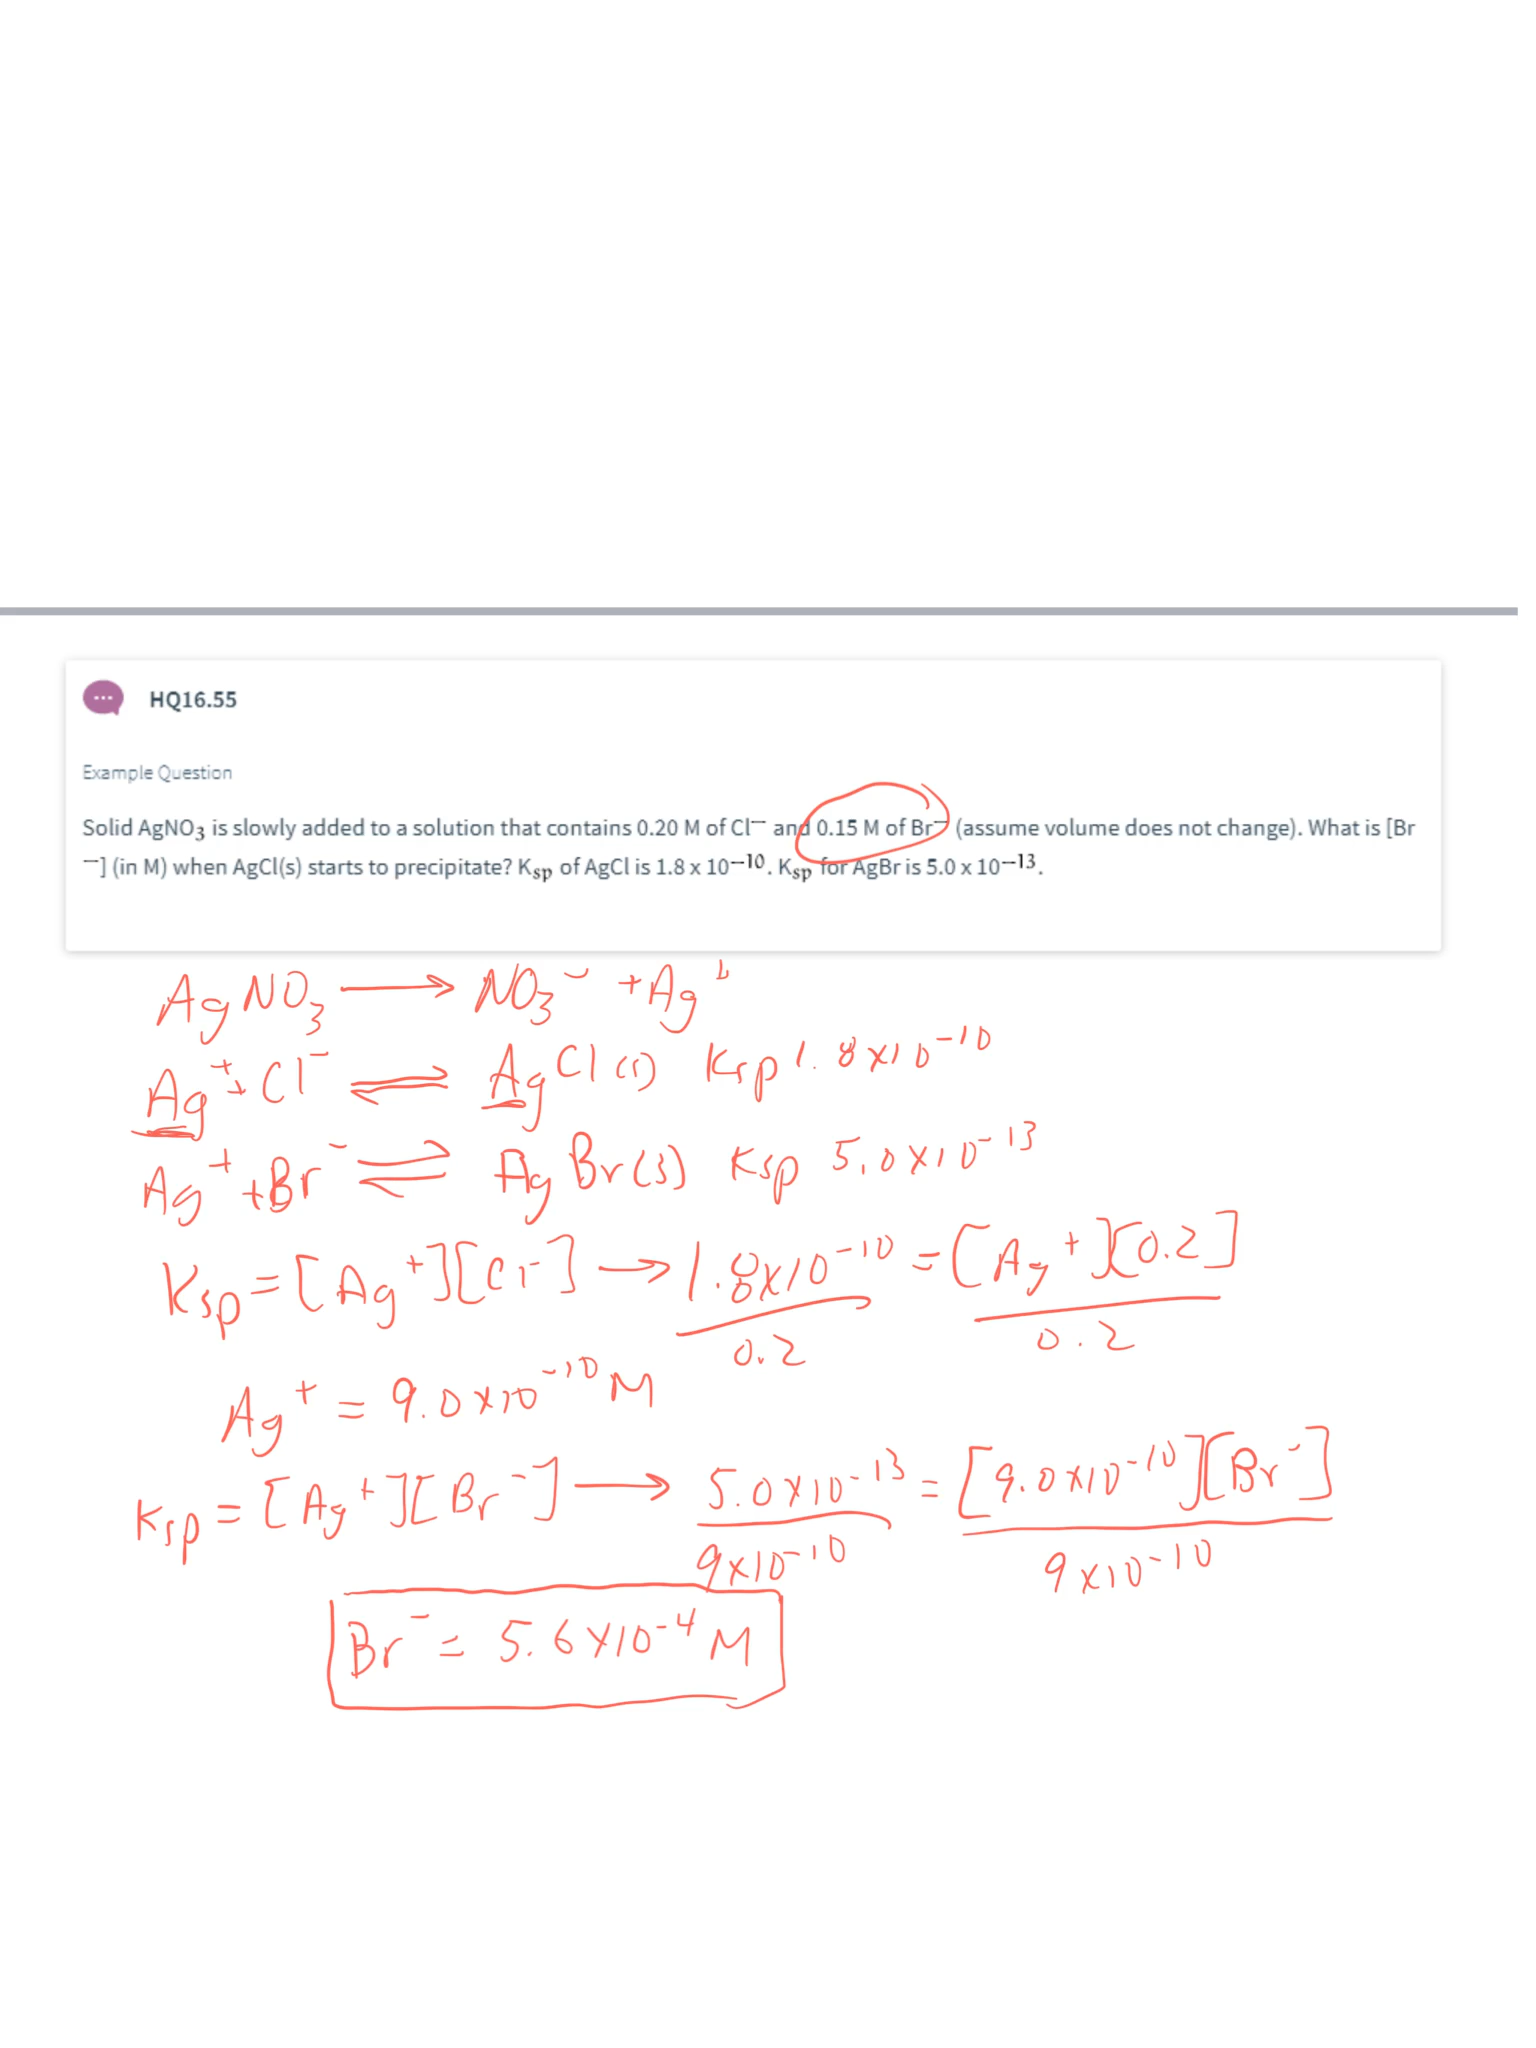 HQ16.55
Example Question
Solid AgNO₃ is slowly added to a solution that contains 0.20 M of Cl⁻ and 0.15 M of Br⁻ (assume volume does not change). What is [Br
⁻] (in M) when AgCl(s) starts to precipitate? Kₛₚ of AgCl is 1.8 x 10⁻¹⁰. Kₛₚ for AgBr is 5.0 x 10⁻¹³.
AgNO₃ → NO₃⁻ + Ag⁺
Ag⁺ + Cl⁻ ⇌ AgCl(s) Ksp 1.8x10⁻¹⁰
Ag⁺ + Br⁻ ⇌ AgBr(s) Ksp 5.0x10⁻¹³
Ksp = [Ag⁺][Cl⁻] → 1.8x10⁻¹⁰ = [Ag⁺][0.2]
0.2 0.2
Ag⁺ = 9.0x10⁻¹⁰ M
Ksp = [Ag⁺][Br⁻] → 5.0x10⁻¹³ = [9.0x10⁻¹⁰][Br⁻]
9x10⁻¹⁰ 9x10⁻¹⁰
Br⁻ = 5.6x10⁻⁴ M